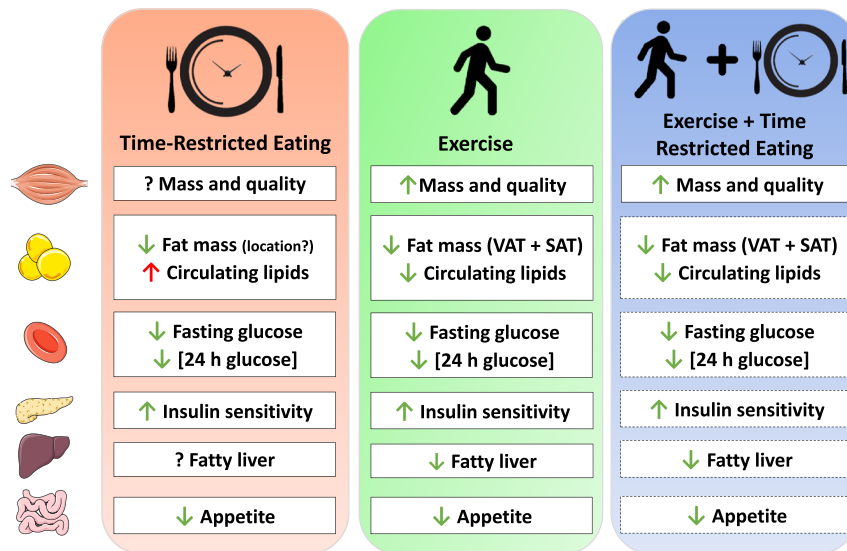 Time-Restricted Eating
? Mass and quality
↓ Fat mass (location?)
↑ Circulating lipids
↓ Fasting glucose
↓ [24 h glucose]
↑ Insulin sensitivity
? Fatty liver
↓ Appetite
Exercise
↑ Mass and quality
↓ Fat mass (VAT + SAT)
↓ Circulating lipids
↓ Fasting glucose
↓ [24 h glucose]
↑ Insulin sensitivity
↓ Fatty liver
↓ Appetite
+
Exercise + Time
Restricted Eating
↑ Mass and quality
↓ Fat mass (VAT + SAT)
↓ Circulating lipids
↓ Fasting glucose
↓ [24 h glucose]
↑ Insulin sensitivity
↓ Fatty liver
↓ Appetite